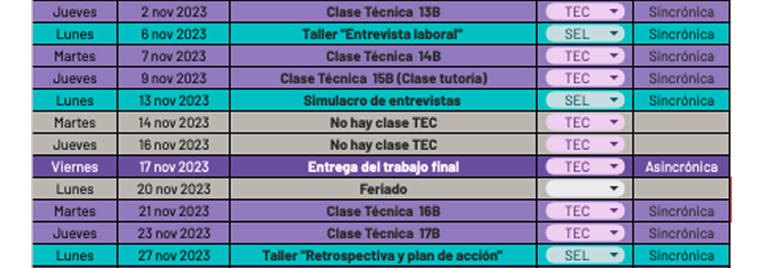 Jueves 2 nov 2023 Clase Técnica 13B TEC Sincrónica
Lunes 6 nov 2023 Taller "Entrevista laboral" SEL Sincrónica
Martes 7 nov 2023 Clase Técnica 14B TEC Sincrónica
Jueves 9 nov 2023 Clase Técnica 15B (Clase tutoría) TEC Sincrónica
Lunes 13 nov 2023 Simulacro de entrevistas SEL Sincrónica
Martes 14 nov 2023 No hay clase TEC TEC
Jueves 16 nov 2023 No hay clase TEC TEC
Viernes 17 nov 2023 Entrega del trabajo final TEC Asincrónica
Lunes 20 nov 2023 Feriado
Martes 21 nov 2023 Clase Técnica 16B TEC Sincrónica
Jueves 23 nov 2023 Clase Técnica 17B TEC Sincrónica
Lunes 27 nov 2023 Taller "Retrospectiva y plan de acción" SEL Sincrónica